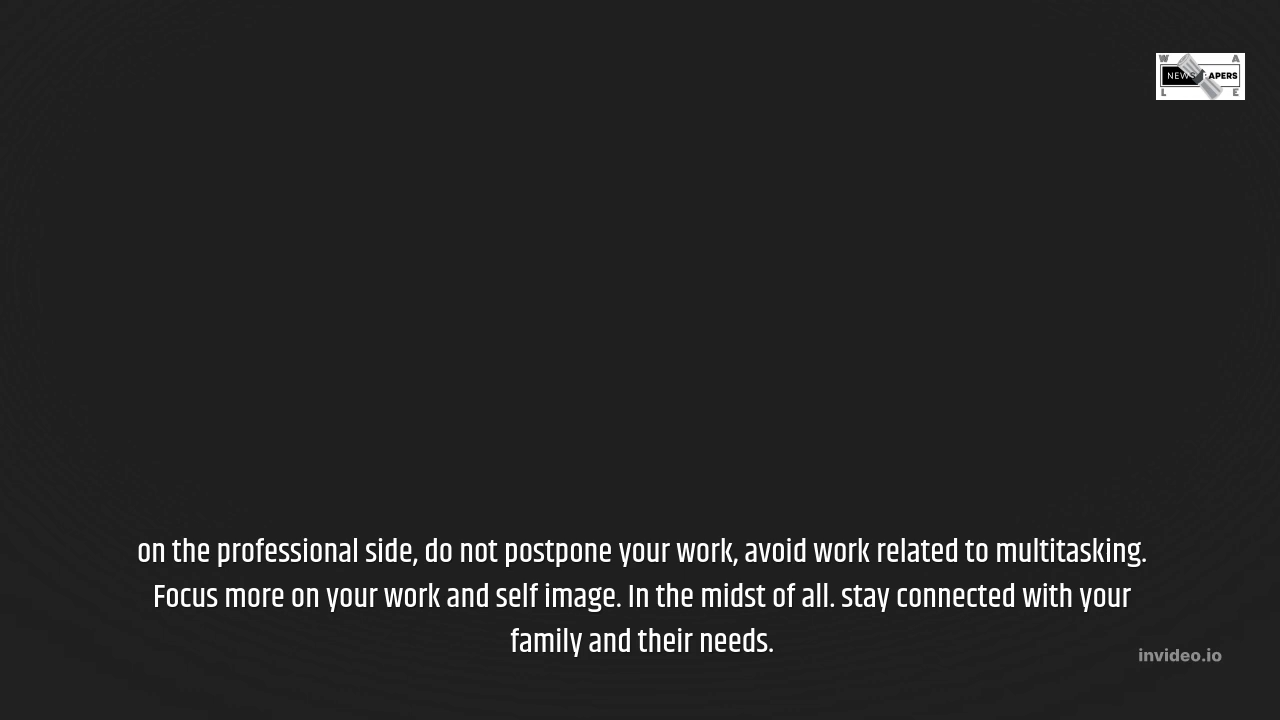 W A
NEWS APERS
L E
on the professional side, do not postpone your work, avoid work related to multitasking.
Focus more on your work and self image. In the midst of all. stay connected with your
family and their needs.
invideo.io